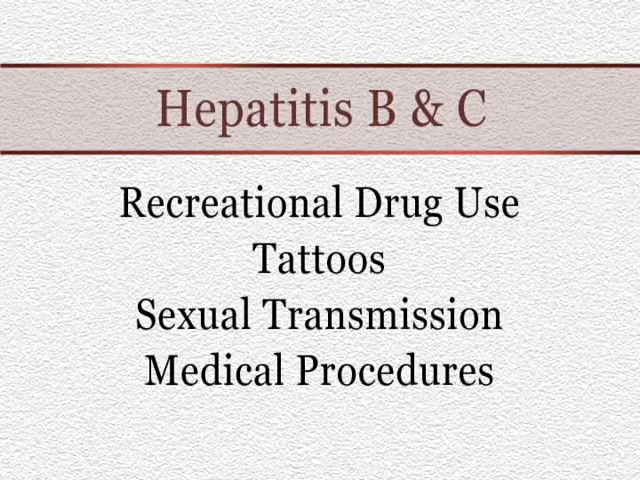 Hepatitis B & C
Recreational Drug Use
Tattoos
Sexual Transmission
Medical Procedures